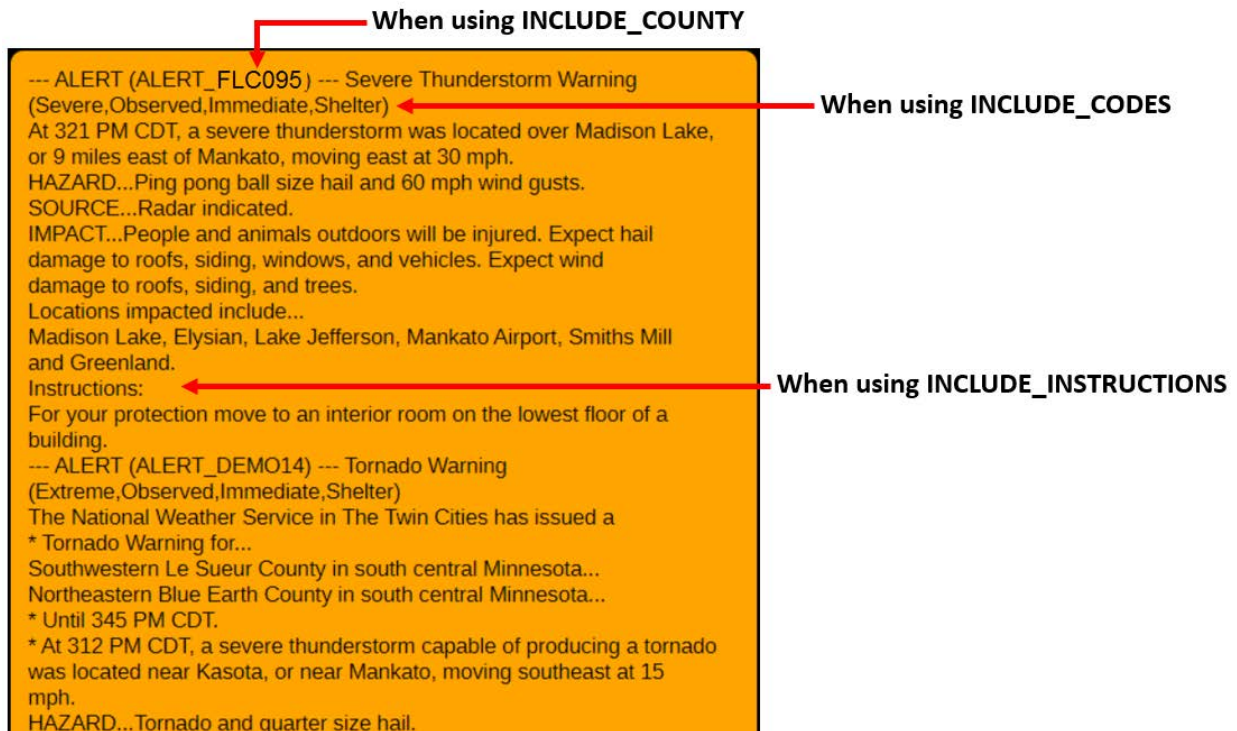 When using INCLUDE_COUNTY
--- ALERT (ALERT_FLC095) --- Severe Thunderstorm Warning
(Severe,Observed,Immediate,Shelter)
When using INCLUDE_CODES
At 321 PM CDT, a severe thunderstorm was located over Madison Lake,
or 9 miles east of Mankato, moving east at 30 mph.
HAZARD...Ping pong ball size hail and 60 mph wind gusts.
SOURCE...Radar indicated.
IMPACT...People and animals outdoors will be injured. Expect hail
damage to roofs, siding, windows, and vehicles. Expect wind
damage to roofs, siding, and trees.
Locations impacted include...
Madison Lake, Elysian, Lake Jefferson, Mankato Airport, Smiths Mill
and Greenland.
Instructions:
When using INCLUDE_INSTRUCTIONS
For your protection move to an interior room on the lowest floor of a
building.
--- ALERT (ALERT_DEMO14) --- Tornado Warning
(Extreme,Observed,Immediate,Shelter)
The National Weather Service in The Twin Cities has issued a
* Tornado Warning for...
Southwestern Le Sueur County in south central Minnesota...
Northeastern Blue Earth County in south central Minnesota...
* Until 345 PM CDT.
* At 312 PM CDT, a severe thunderstorm capable of producing a tornado
was located near Kasota, or near Mankato, moving southeast at 15
mph.
HAZARD...Tornado and quarter size hail.